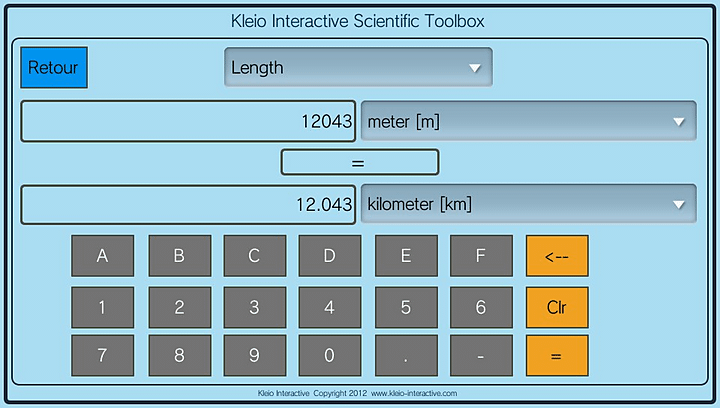 Kleio Interactive Scientific Toolbox
Retour Length
12043 meter [m]
=
12.043 kilometer [km]
A B C D E F <--
1 2 3 4 5 6 Clr
7 8 9 0 . - =
Kleio Interactive Copyright 2012 www.kleio-interactive.com